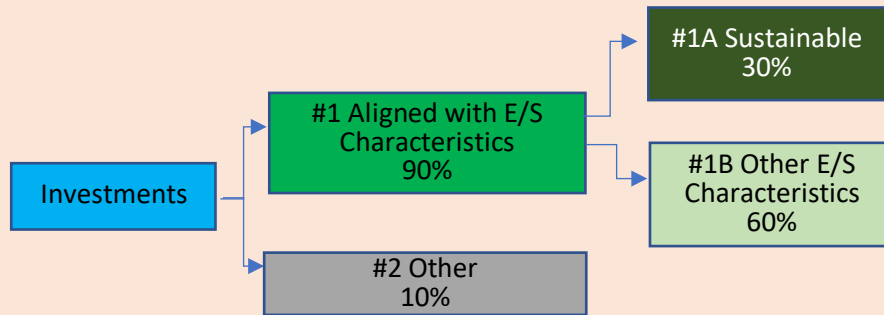 #1A Sustainable
30%
#1 Aligned with E/S
Characteristics
90%
#1B Other E/S
Characteristics
60%
Investments
#2 Other
10%